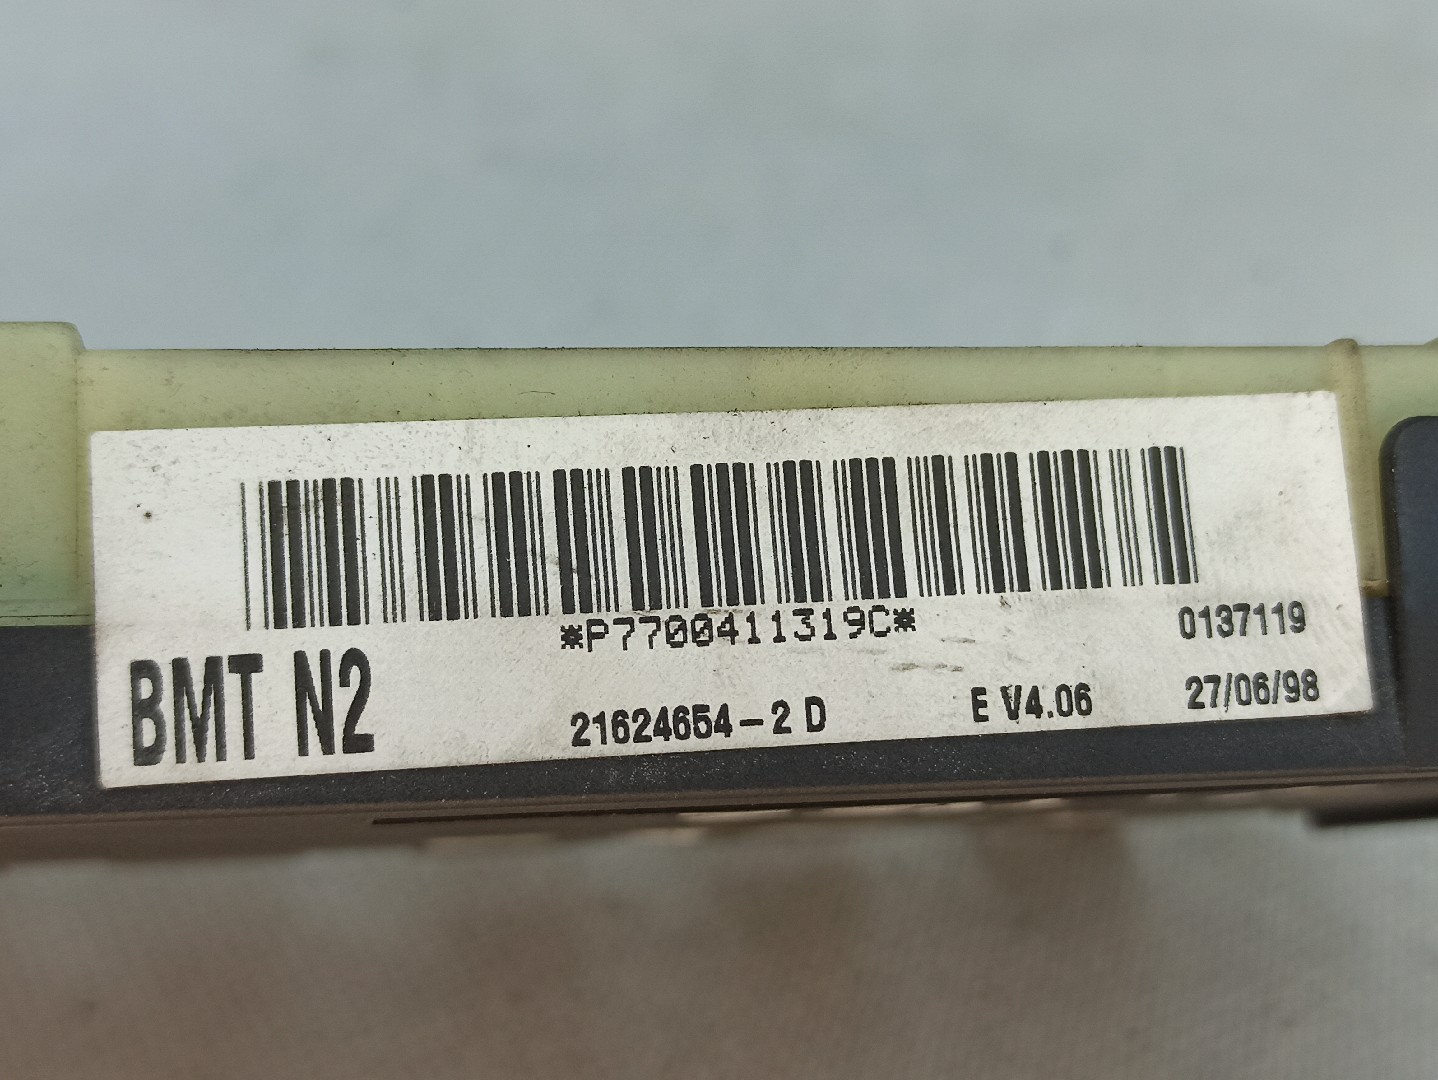 *P7700411319C*
0137119
BMT N2
21624654-2 D
E V4.06
27/06/98